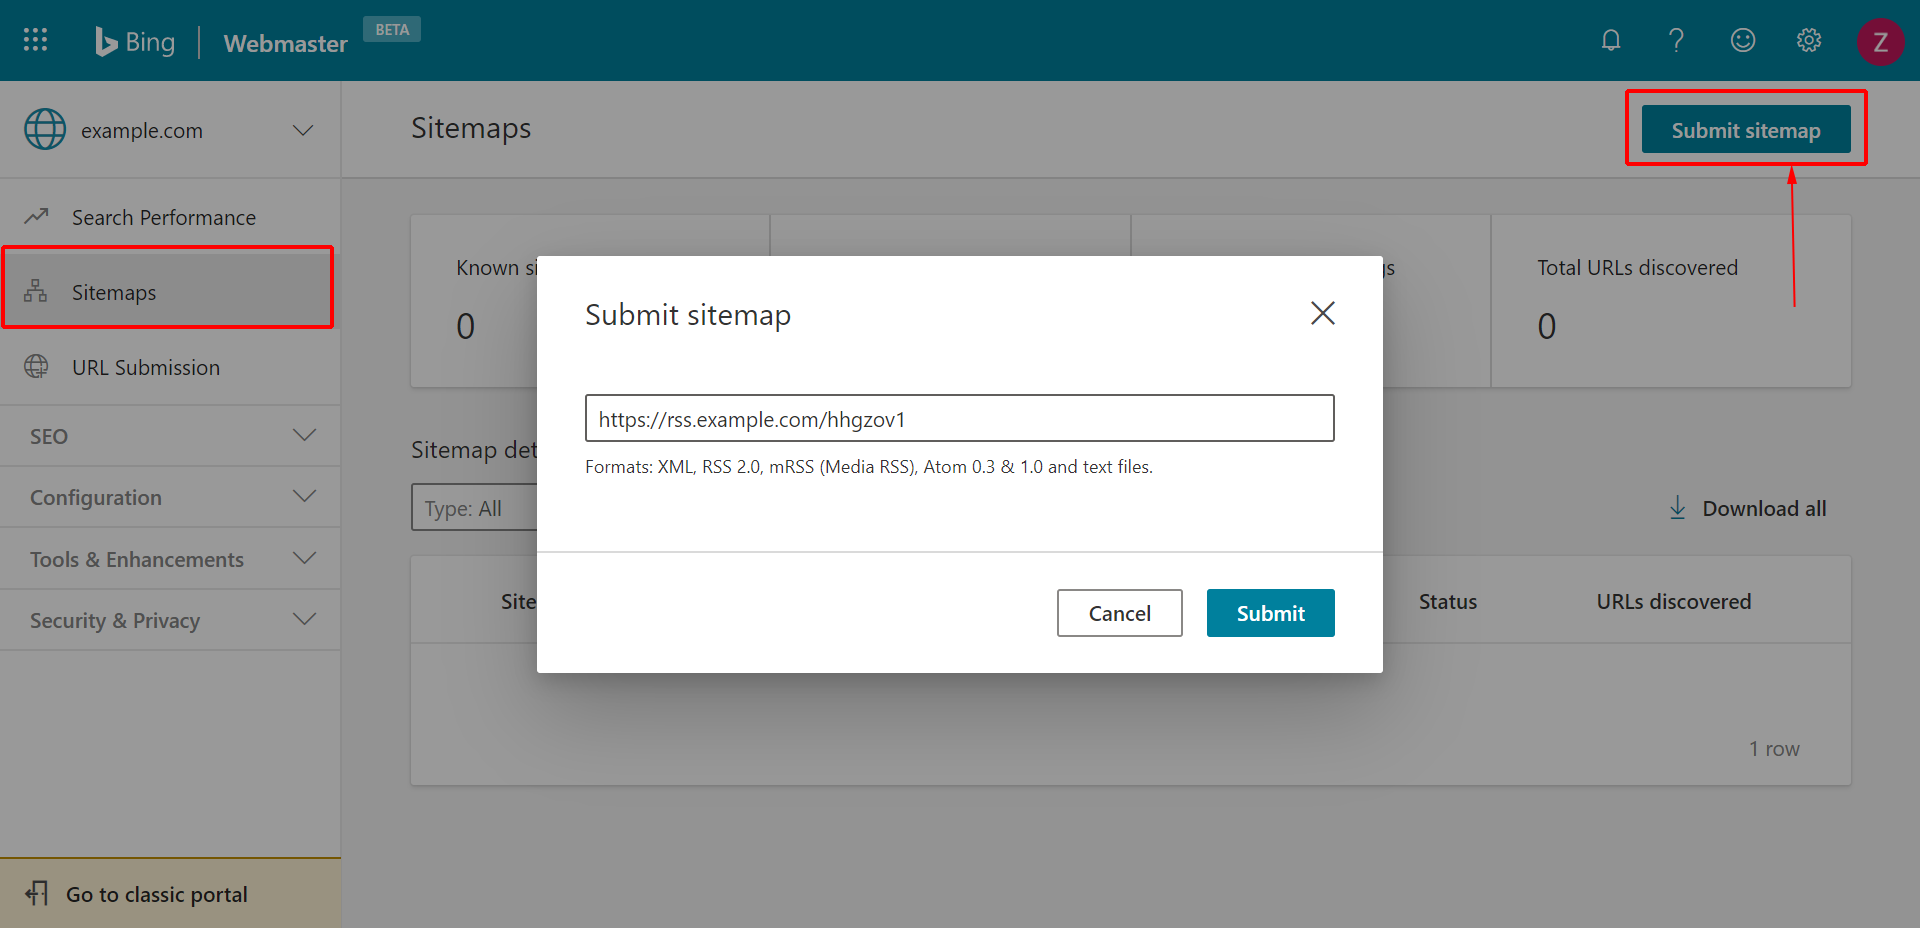 Bing
Webmaster
BETA
?
Z
example.com
Search Performance
Sitemaps
URL Submission
SEO
Configuration
Tools & Enhancements
Security & Privacy
Go to classic portal
Sitemaps
Submit sitemap
Known
0
Total URLs discovered
0
Sitemap
Type: All
Download all
Status
URLs discovered
1 row
Submit sitemap
https://rss.example.com/hhgzov1
Formats: XML, RSS 2.0, mRSS (Media RSS), Atom 0.3 & 1.0 and text files.
Cancel
Submit